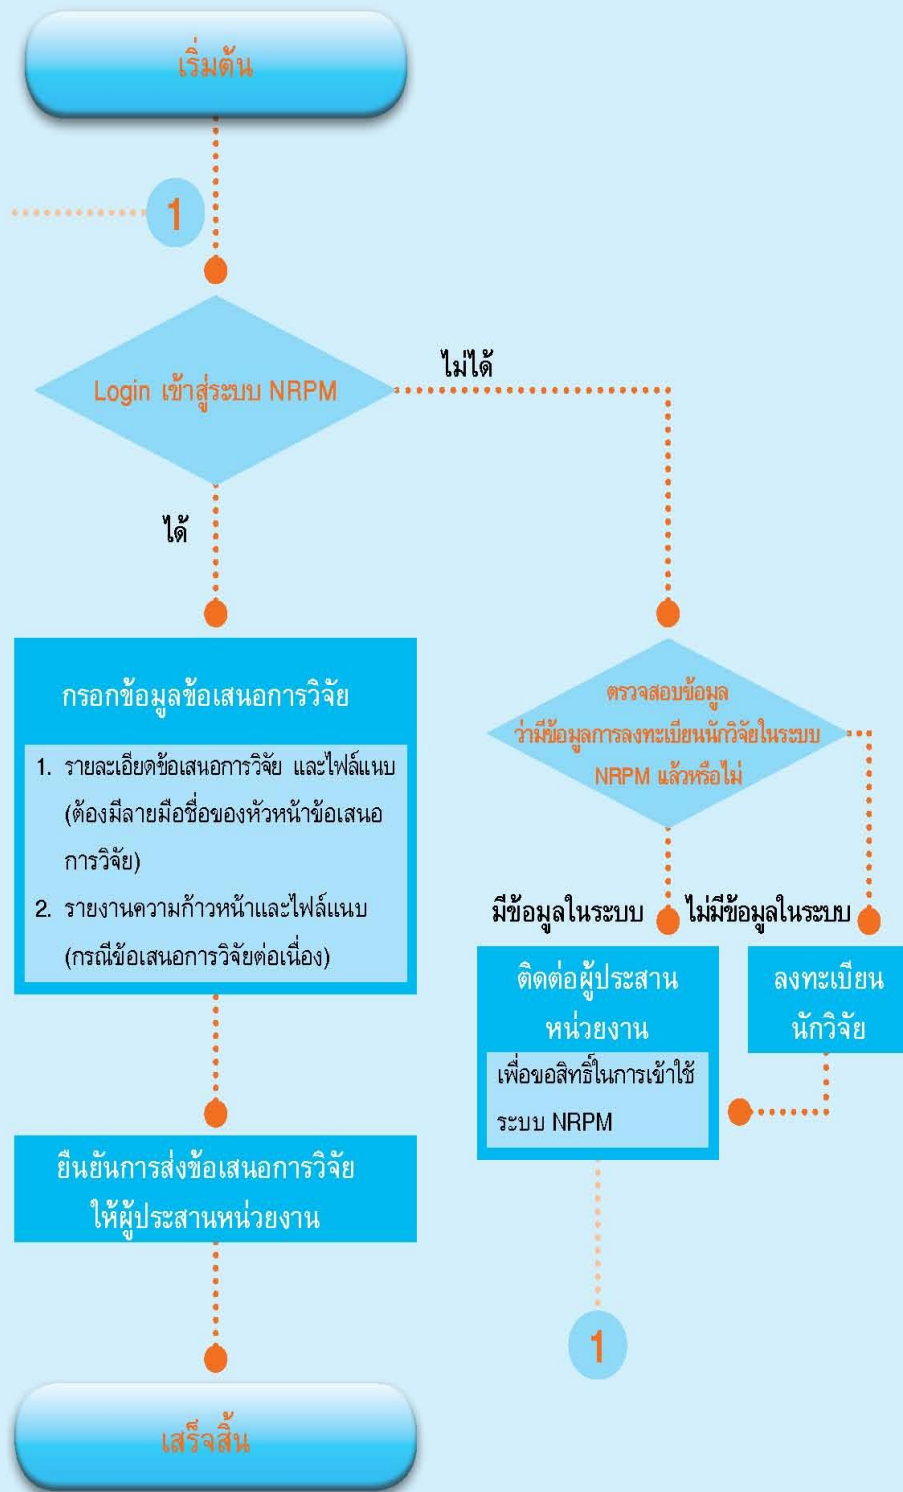 เริ่มต้น
1
Login เข้าสู่ระบบ NRPM
ไม่ได้
ได้
กรอกข้อมูลข้อเสนอการวิจัย
1. รายละเอียดข้อเสนอการวิจัย และไฟล์แนบ
(ต้องมีลายมือชื่อของหัวหน้าข้อเสนอ
การวิจัย)
2. รายงานความก้าวหน้าและไฟล์แนบ
(กรณีข้อเสนอการวิจัยต่อเนื่อง)
ตรวจสอบข้อมูล
ว่ามีข้อมูลการลงทะเบียนนักวิจัยในระบบ
NRPM แล้วหรือไม่
มีข้อมูลในระบบ
ไม่มีข้อมูลในระบบ
ติดต่อผู้ประสาน
หน่วยงาน
เพื่อขอสิทธิ์ในการเข้าใช้
ระบบ NRPM
ลงทะเบียน
นักวิจัย
ยืนยันการส่งข้อเสนอการวิจัย
ให้ผู้ประสานหน่วยงาน
1
เสร็จสิ้น